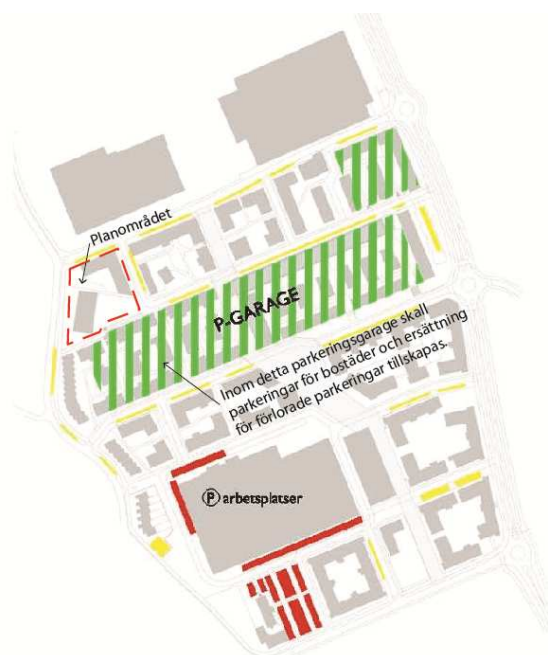 Planområdet
P-GARAGE
Inom detta parkeringsgarage skall
parkeringar för bostäder och ersättning
för förlorade parkeringar tillskapas.
P arbetsplatser